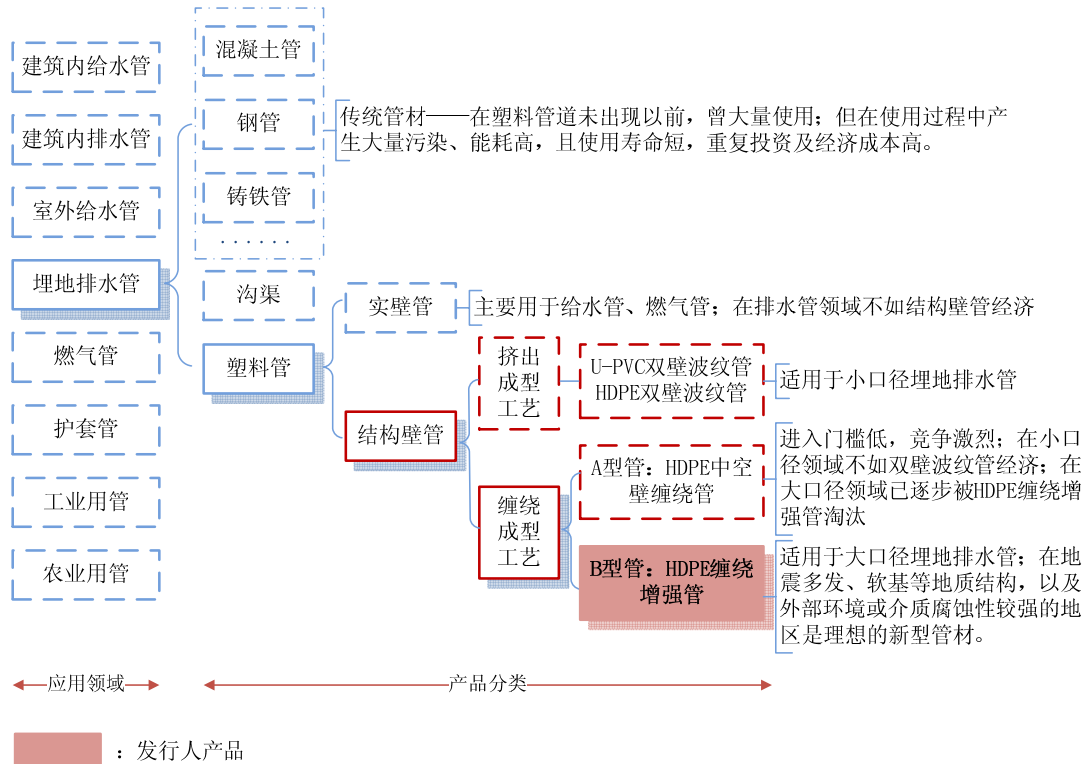 建筑内给水管
建筑内排水管
室外给水管
埋地排水管
燃气管
护套管
工业用管
农业用管
混凝土管
钢管
铸铁管
······
沟渠
塑料管
传统管材——在塑料管道未出现以前，曾大量使用；但在使用过程中产
生大量污染、能耗高，且使用寿命短，重复投资及经济成本高。
实壁管
主要用于给水管、燃气管；在排水管领域不如结构壁管经济
结构壁管
挤出
成型
工艺
U-PVC双壁波纹管
HDPE双壁波纹管
适用于小口径埋地排水管
缠绕
成型
工艺
A型管：HDPE中空
壁缠绕管
进入门槛低，竞争激烈；在小口
径领域不如双壁波纹管经济；在
大口径领域已逐步被HDPE缠绕增
强管淘汰
B型管：HDPE缠绕
增强管
适用于大口径埋地排水管；在地
震多发、软基等地质结构，以及
外部环境或介质腐蚀性较强的地
区是理想的新型管材。
应用领域
产品分类
：发行人产品